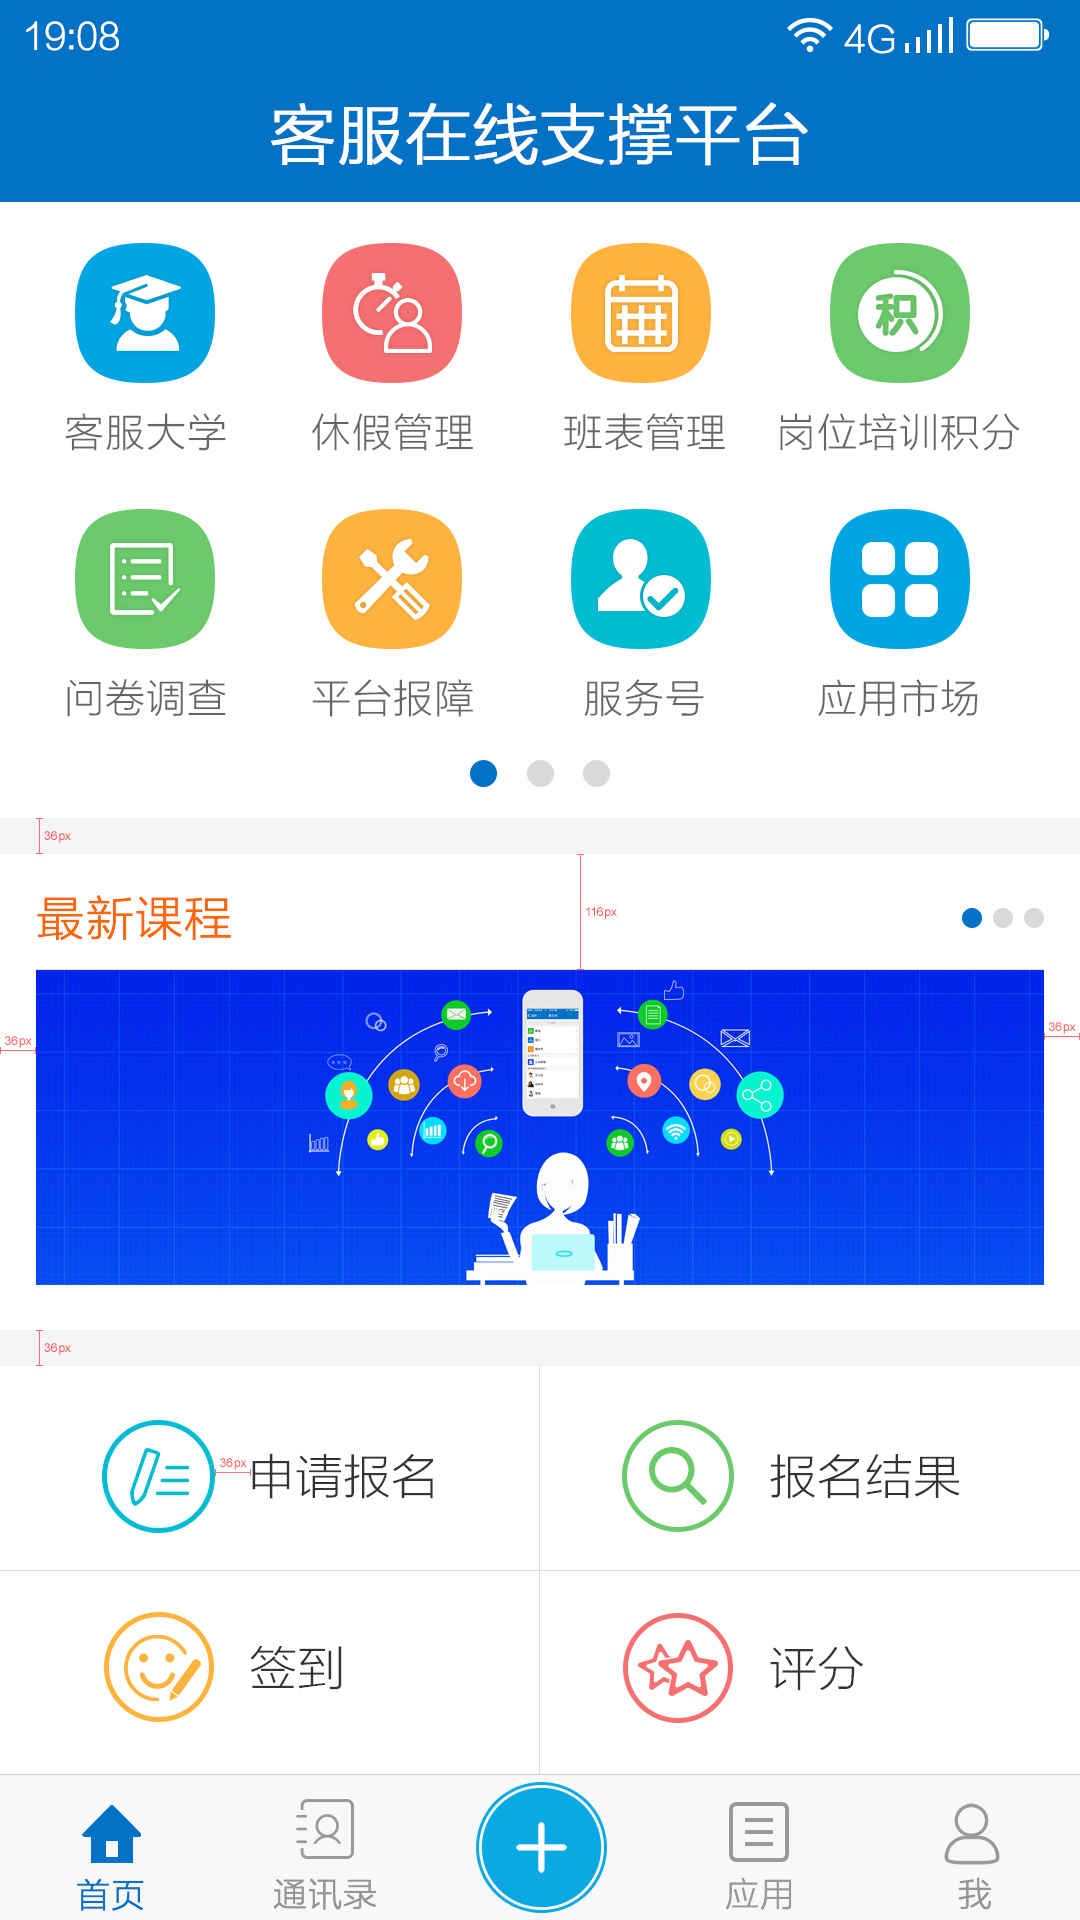 19:08 4G
客服在线支撑平台
积
客服大学 休假管理 班表管理 岗位培训积分
问卷调查 平台报障 服务号 应用市场
36px
116px
最新课程
36px 36px
36px
36px
申请报名 报名结果
签到 评分
首页 通讯录 应用 我